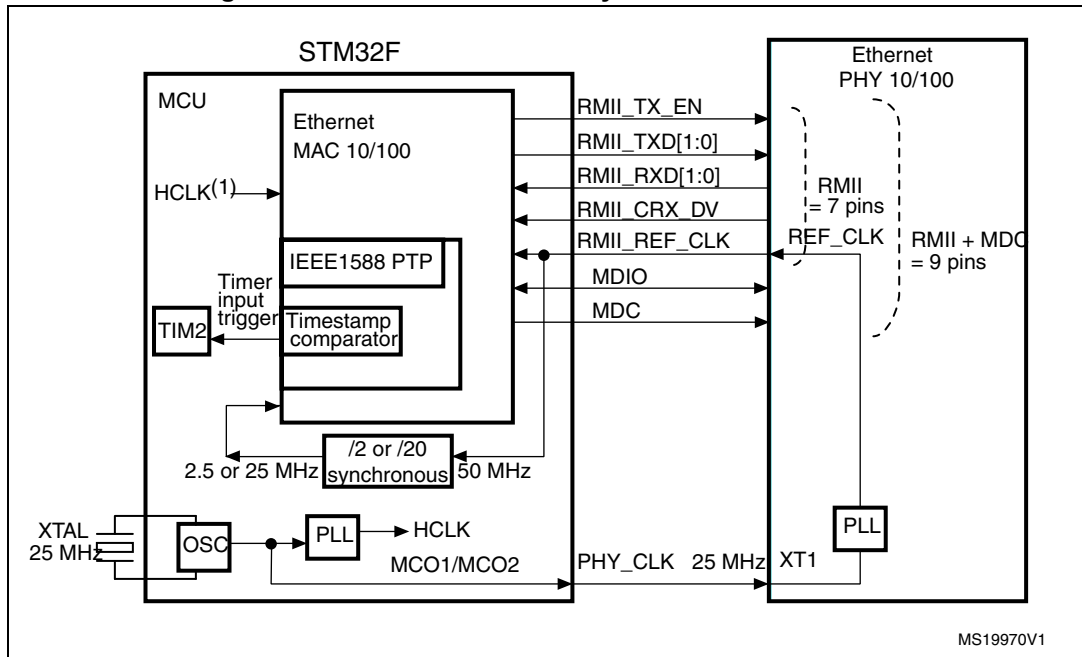 STM32F
MCU
Ethernet
MAC 10/100
HCLK(1)
IEEE1588 PTP
Timer
input
trigger
TIM2
Timestamp
comparator
/2 or /20
synchronous
2.5 or 25 MHz
50 MHz
XTAL
25 MHz
OSC
PLL
HCLK
MCO1/MCO2
RMII_TX_EN
RMII_TXD[1:0]
RMII_RXD[1:0]
RMII_CRX_DV
RMII_REF_CLK
MDIO
MDC
PHY_CLK 25 MHz
Ethernet
PHY 10/100
RMII
= 7 pins
REF_CLK
RMII + MDC
= 9 pins
PLL
XT1
MS19970V1